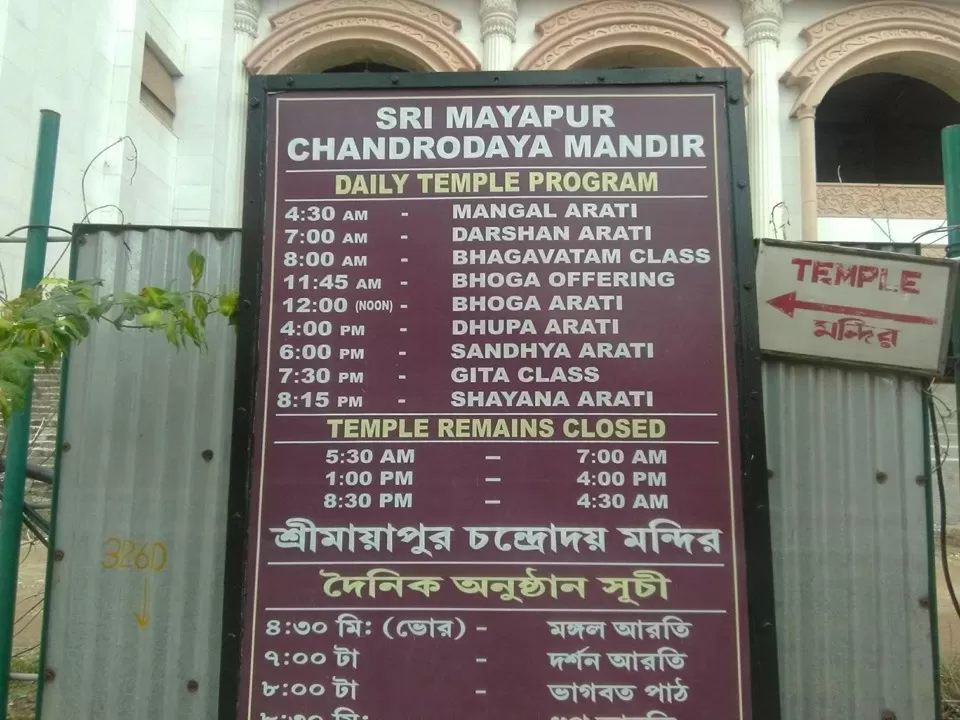 SRI MAYAPUR
CHANDRODAYA MANDIR
DAILY TEMPLE PROGRAM
4:30 AM - MANGAL ARATI
7:00 AM - DARSHAN ARATI
8:00 AM - BHAGAVATAM CLASS
11:45 AM - BHOGA OFFERING
12:00 (NOON) - BHOGA ARATI
4:00 PM - DHUPA ARATI
6:00 PM - SANDHYA ARATI
7:30 PM - GITA CLASS
8:15 PM - SHAYANA ARATI
TEMPLE REMAINS CLOSED
5:30 AM – 7:00 AM
1:00 PM – 4:00 PM
8:30 PM – 4:30 AM
শ্রীমায়াপুর চন্দ্রোদয় মন্দির
দৈনিক অনুষ্ঠান সূচী
৪:৩০ মি: (ভোর) - মঙ্গল আরতি
৭:০০ টা - দর্শন আরতি
৮:০০ টা - ভাগবত পাঠ
TEMPLE
মন্দির
3260